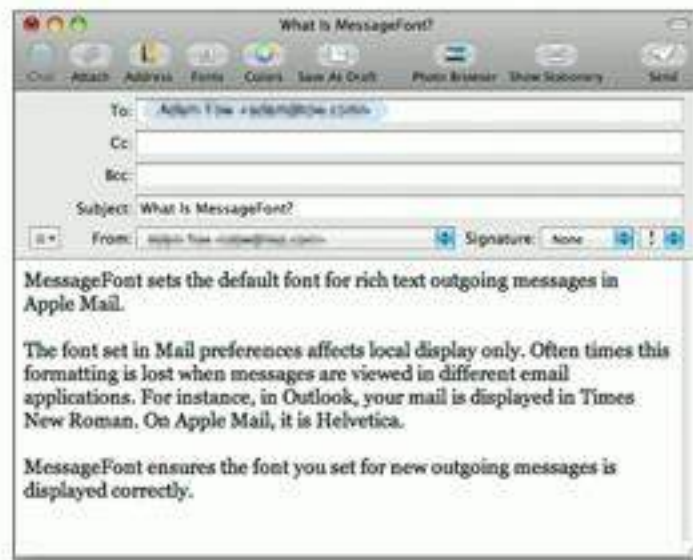 What Is MessageFont?
Chat Attach Address Fonts Colors Save As Draft Photo Browser Show Stationery Send
To:
Cc:
Bcc:
Subject: What Is MessageFont?
From: Signature: None !
MessageFont sets the default font for rich text outgoing messages in
Apple Mail.
The font set in Mail preferences affects local display only. Often times this
formatting is lost when messages are viewed in different email
applications. For instance, in Outlook, your mail is displayed in Times
New Roman. On Apple Mail, it is Helvetica.
MessageFont ensures the font you set for new outgoing messages is
displayed correctly.